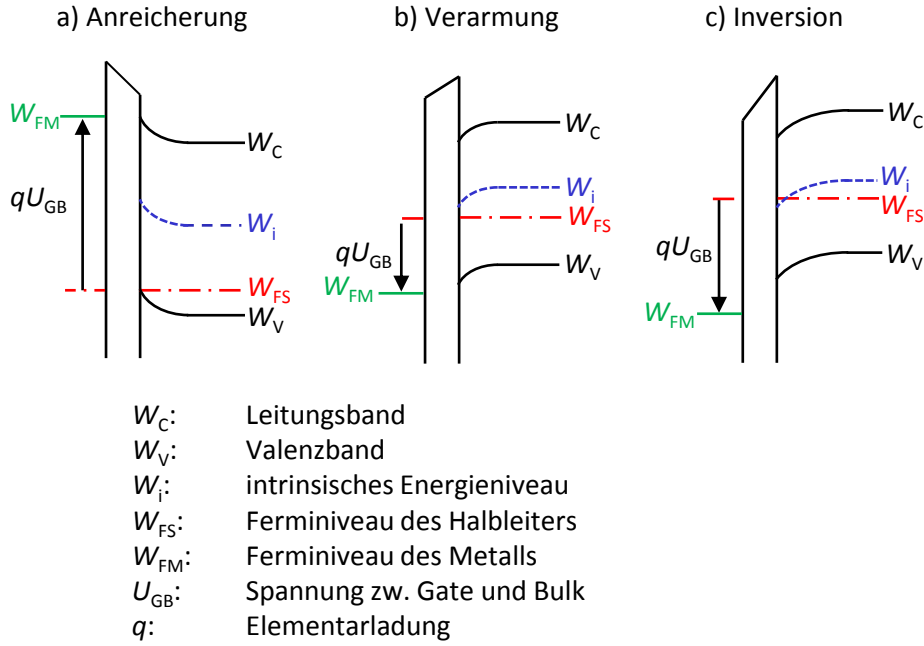 a) Anreicherung
b) Verarmung
c) Inversion
W_FM
qU_GB
W_C
W_i
W_FS
W_V
W_C
W_i
W_FS
qU_GB
W_V
W_FM
W_C
W_i
W_FS
qU_GB
W_V
W_FM
W_C: Leitungsband
W_V: Valenzband
W_i: intrinsisches Energieniveau
W_FS: Ferminiveau des Halbleiters
W_FM: Ferminiveau des Metalls
U_GB: Spannung zw. Gate und Bulk
q: Elementarladung